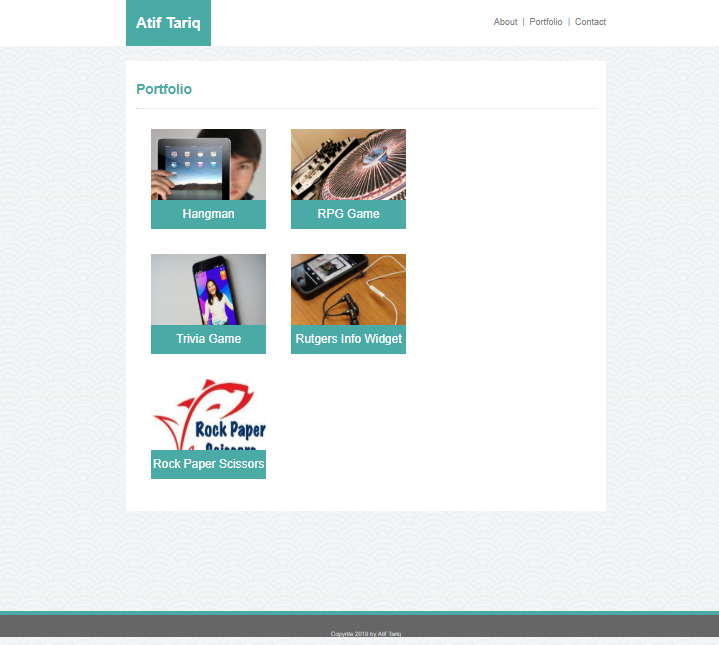 Atif Tariq
About | Portfolio | Contact
Portfolio
Hangman
RPG Game
Trivia Game
Rutgers Info Widget
Rock Paper
Scissors
Rock Paper Scissors
Copyrite 2019 by Atif Tariq